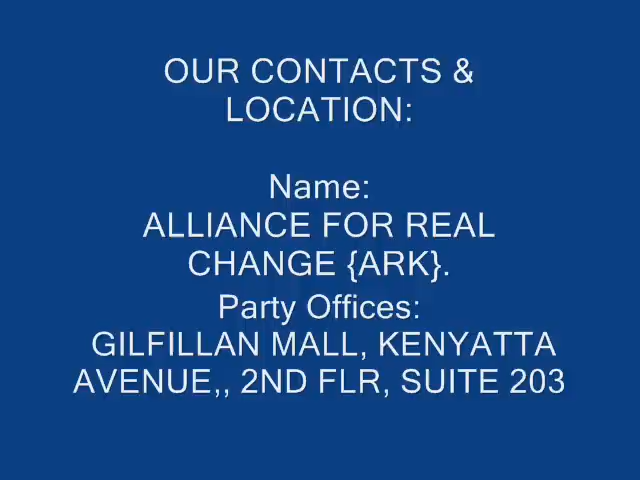 OUR CONTACTS &
LOCATION:
Name:
ALLIANCE FOR REAL
CHANGE {ARK}.
Party Offices:
GILFILLAN MALL, KENYATTA
AVENUE,, 2ND FLR, SUITE 203